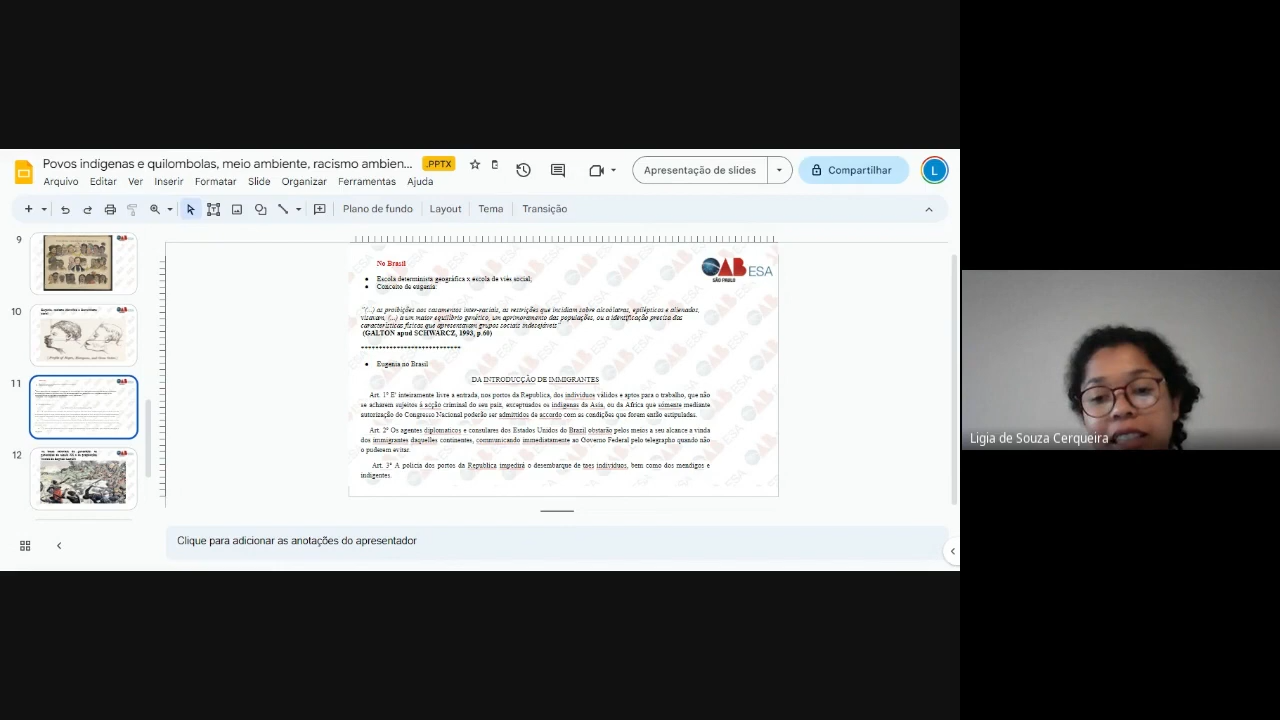 Povos indígenas e quilombolas, meio ambiente, racismo ambien... .PPTX
Arquivo Editar Ver Inserir Formatar Slide Organizar Ferramentas Ajuda
Apresentação de slides
Compartilhar
L
Plano de fundo Layout Tema Transição
9
10
11
12
No Brasil
OAB ESA
SÃO PAULO
• Escola determinista geográfica x escola de viés social;
• Conceito de eugenia:
"(...) as proibições aos casamentos inter-raciais, as restrições que incidiam sobre alcoólatras, epilépticos e alienados,
visavam, (...) a um maior equilíbrio genético, um aprimoramento das populações, ou a identificação precisa das
características físicas que apresentavam grupos sociais indesejáveis"
(GALTON apud SCHWARCZ, 1993, p.60)
****************************
• Eugenia no Brasil
DA INTRODUCÇÃO DE IMMIGRANTES
Art. 1º E' inteiramente livre a entrada, nos portos da Republica, dos individuos válidos e aptos para o trabalho, que não
se acharem sujeitos á acção criminal do seu paiz, exceptuados os indigenas da Asia, ou da Africa que sómente mediante
autorização do Congresso Nacional poderão ser admittidos de accordo com as condições que forem então estipuladas.
Art. 2º Os agentes diplomaticos e consulares dos Estados Unidos do Brazil obstarão pelos meios a seu alcance a vinda
dos immigrantes daquelles continentes, communicando immediatamente ao Governo Federal pelo telegrapho quando não
o puderem evitar.
Art. 3º A policia dos portos da Republica impedirá o desembarque de taes individuos, bem como dos mendigos e
indigentes.
Clique para adicionar as anotações do apresentador
Ligia de Souza Cerqueira